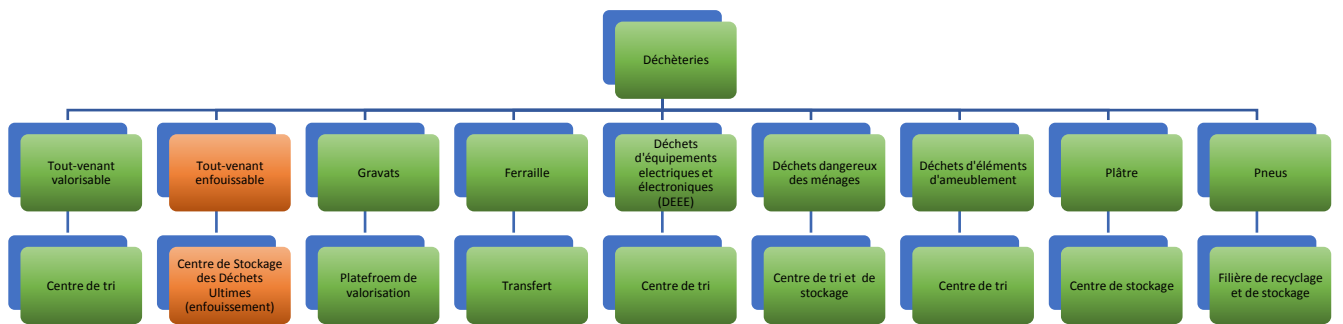 Déchèteries
Tout-venant
valorisable
Tout-venant
enfouissable
Gravats
Ferraille
Déchets
d'équipements
electriques et
électroniques
(DEEE)
Déchets dangereux
des ménages
Déchets d'éléments
d'ameublement
Plâtre
Pneus
Centre de tri
Centre de Stockage
des Déchets
Ultimes
(enfouissement)
Platefroem de
valorisation
Transfert
Centre de tri
Centre de tri et de
stockage
Centre de tri
Centre de stockage
Filière de recyclage
et de stockage